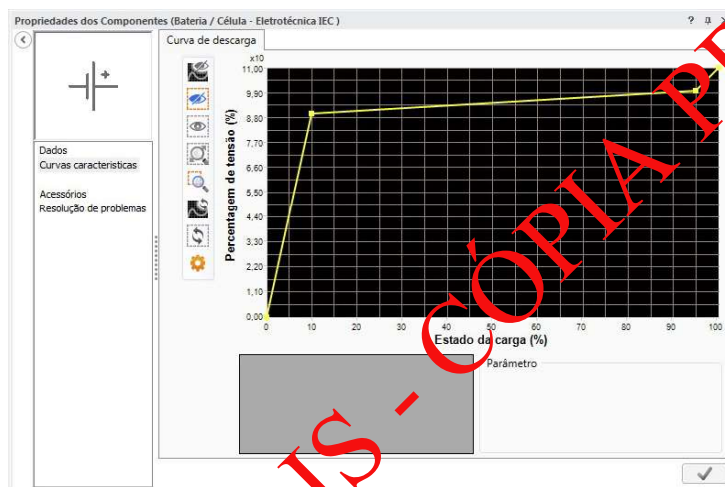 Propriedades dos Componentes (Bateria / Célula - Eletrotécnica IEC )
Curva de descarga
Dados
Curvas caracteristicas
Acessórios
Resolução de problemas
x10
11,00
9,90
8,80
7,70
6,60
5,50
4,40
3,30
2,20
1,10
0,00
Percentagem de tensão (%)
0 10 20 30 40 50 60 70 80 90 100
Estado da carga (%)
Parâmetro
IS - CÓPIA